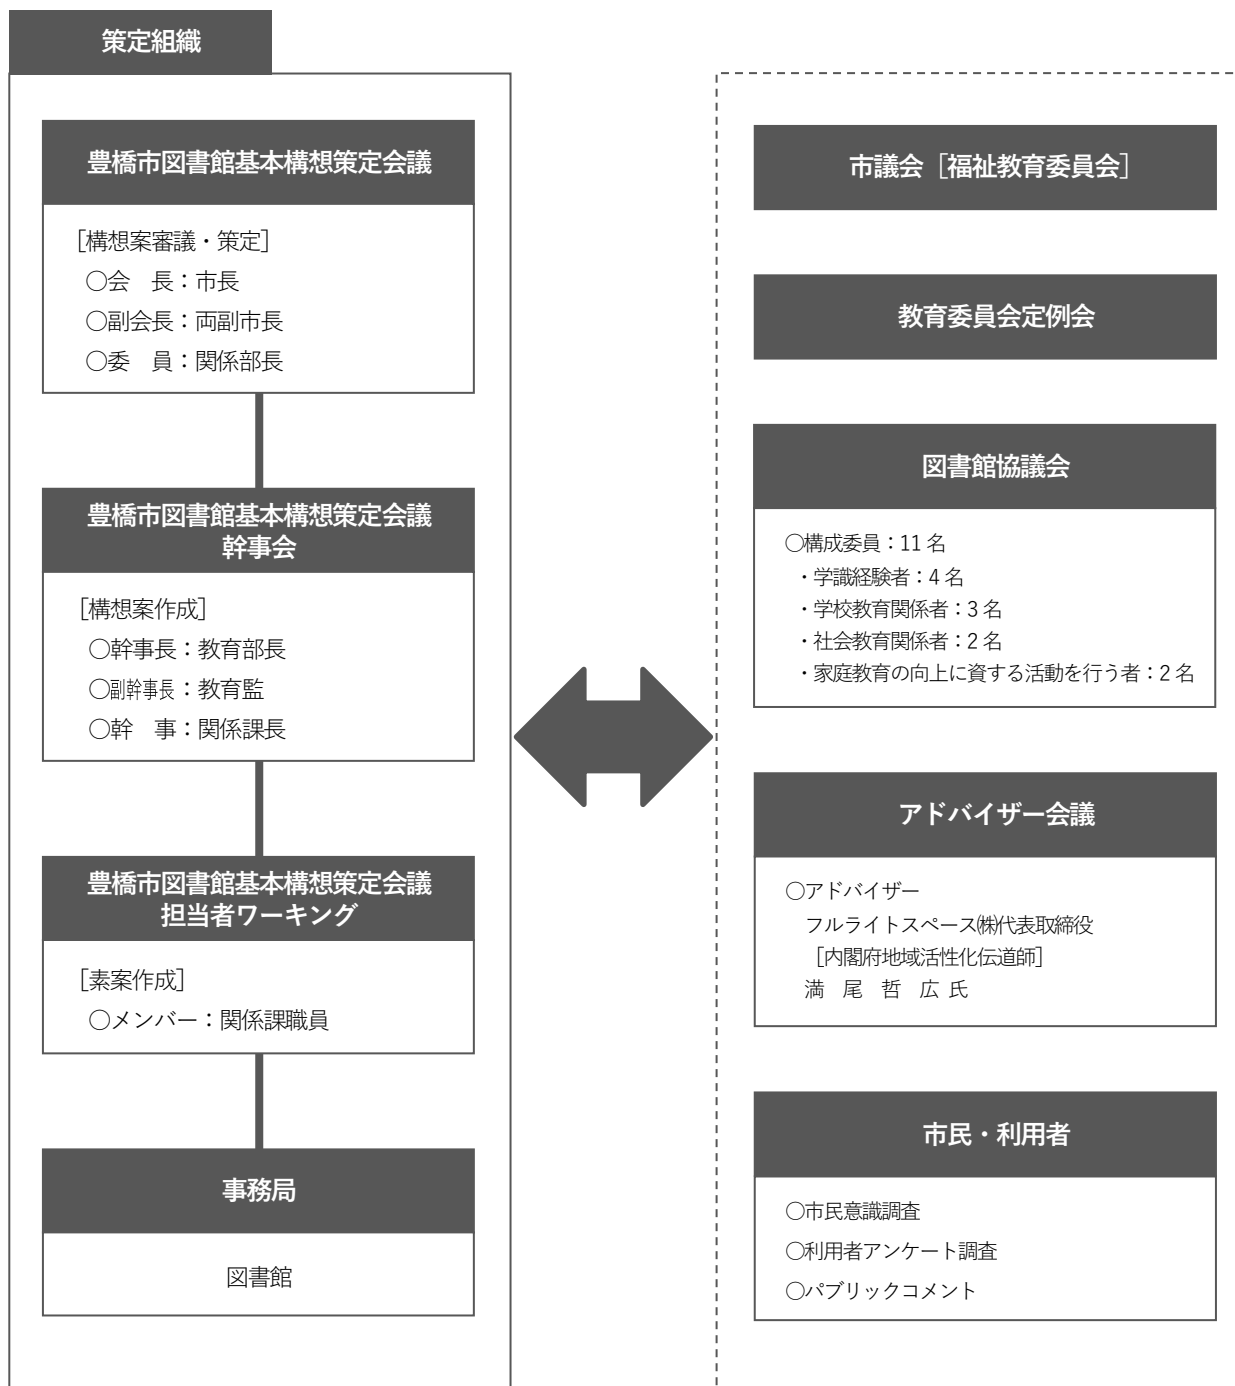 策定組織
豊橋市図書館基本構想策定会議
［構想案審議・策定］
○会　長：市長
○副会長：両副市長
○委　員：関係部長
豊橋市図書館基本構想策定会議
幹事会
［構想案作成］
○幹事長：教育部長
○副幹事長：教育監
○幹　事：関係課長
豊橋市図書館基本構想策定会議
担当者ワーキング
［素案作成］
○メンバー：関係課職員
事務局
図書館
市議会［福祉教育委員会］
教育委員会定例会
図書館協議会
○構成委員：11 名
・学識経験者：4 名
・学校教育関係者：3 名
・社会教育関係者：2 名
・家庭教育の向上に資する活動を行う者：2 名
アドバイザー会議
○アドバイザー
フルライトスペース㈱代表取締役
［内閣府地域活性化伝道師］
満　尾　哲　広 氏
市民・利用者
○市民意識調査
○利用者アンケート調査
○パブリックコメント